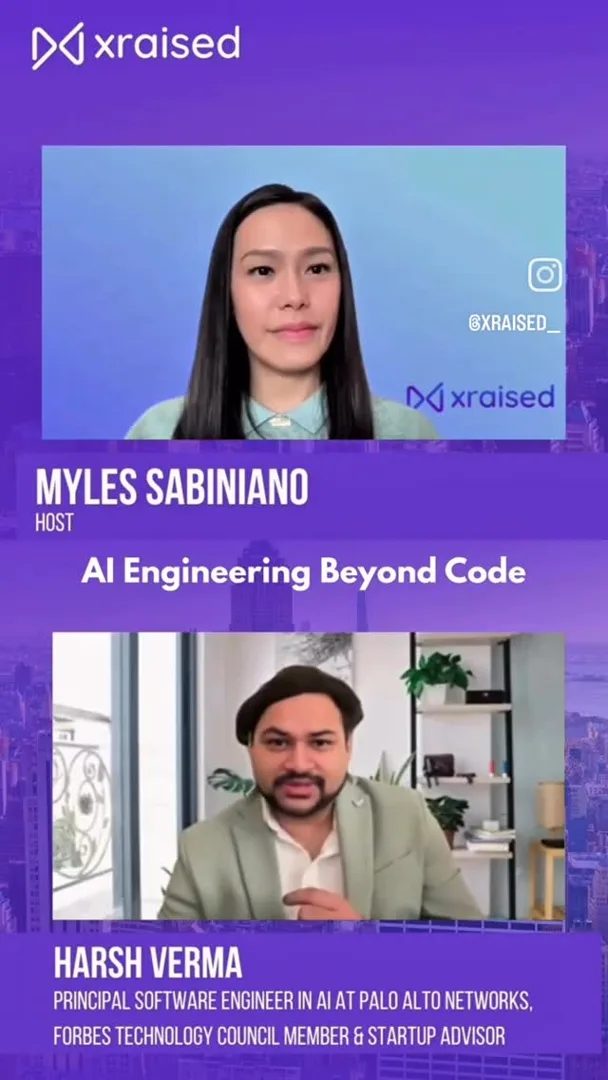 xraised
@XRAISED_
xraised
MYLES SABINIANO
HOST
AI Engineering Beyond Code
HARSH VERMA
PRINCIPAL SOFTWARE ENGINEER IN AI AT PALO ALTO NETWORKS,
FORBES TECHNOLOGY COUNCIL MEMBER & STARTUP ADVISOR